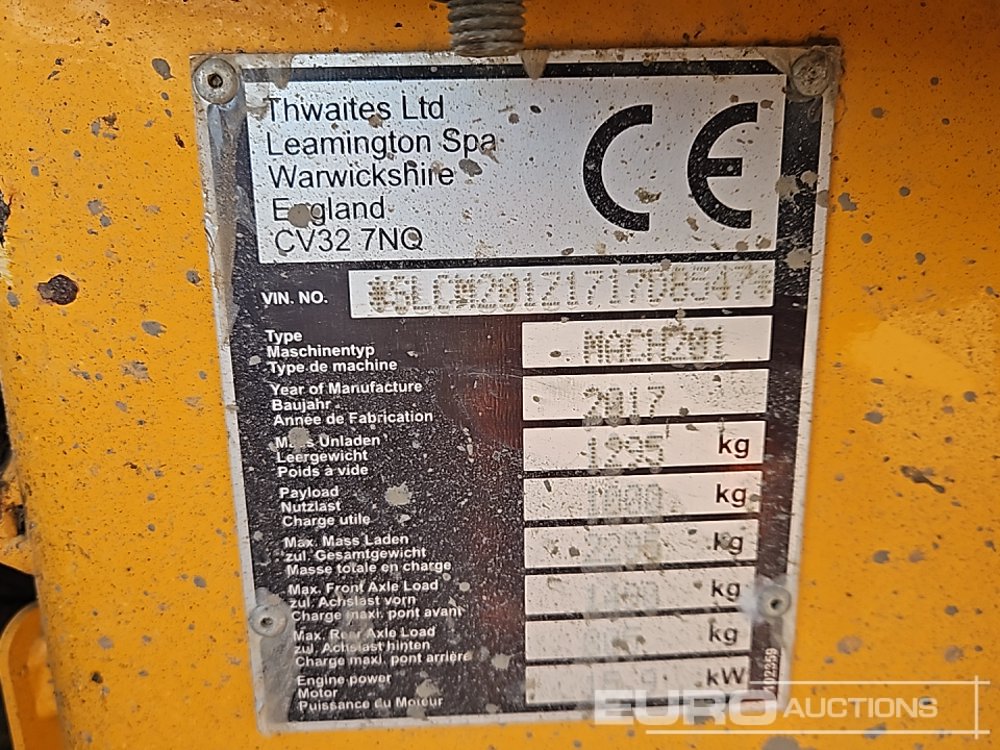 Thwaites Ltd
Leamington Spa
Warwickshire
England
CV32 7NQ
CE
VIN. NO.
Type
Maschinentyp
Type de machine
MACH201
Year of Manufacture
Baujahr
Année de Fabrication
2017
Mass Unladen
Leergewicht
Poids à vide
1295 kg
Payload
Nutzlast
Charge utile
1000 kg
Max. Mass Laden
zul. Gesamtgewicht
Masse totale en charge
2295 kg
Max. Front Axle Load
zul. Achslast vorn
Charge maxi. pont avant
kg
Max. Rear Axle Load
zul. Achslast hinten
Charge maxi. pont arrière
kg
Engine power
Motor
Puissance du Moteur
kW
EURO AUCTIONS